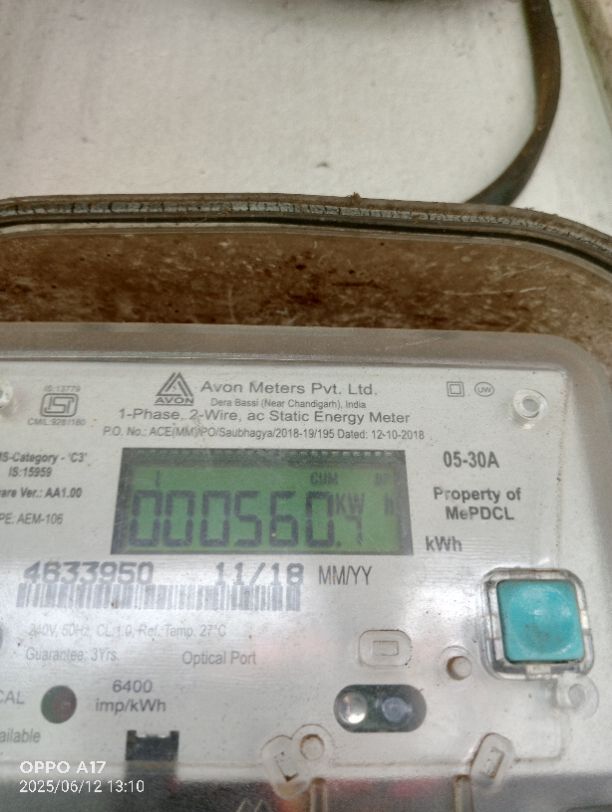 IS:13779
AVON
Avon Meters Pvt. Ltd.
Dera Bassi (Near Chandigarh), India
1-Phase, 2-Wire, ac Static Energy Meter
P.O. No.: ACE(MM)/PO/Saubhagya/2018-19/195 Dated: 12-10-2018
UW
-Category - 'C3'
IS:15959
Ver.: AA1.00
AEM-106
CUM
000560.4 KW h
05-30A
Property of
MePDCL
kWh
4633950 11/18 MM/YY
240V, 50Hz, CL.1.0, Ref. Temp. 27°C
Guarantee: 3Yrs. Optical Port
6400
imp/kWh
CAL
OPPO A17
2025/06/12 13:10